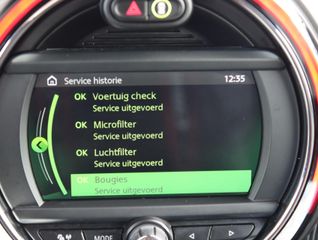 Service historie
12:35
OK Voertuig check
Service uitgevoerd
OK Microfilter
Service uitgevoerd
OK Luchtfilter
Service uitgevoerd
OK Bougies
Service uitgevoerd
MODE